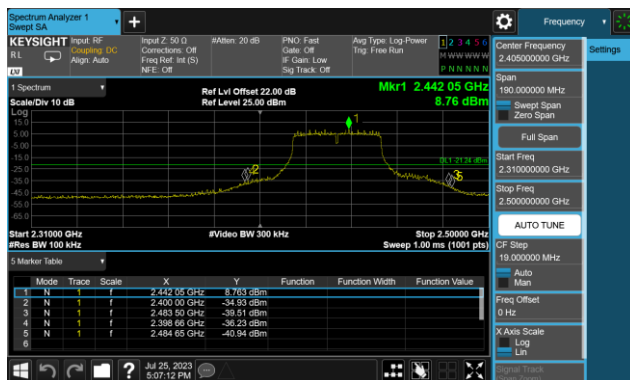 Spectrum Analyzer 1
Swept SA
Frequency
KEYSIGHT
RL
LXI
Input: RF
Coupling: DC
Align: Auto
Input Z: 50 Ω
Corrections: Off
Freq Ref: Int (S)
NFE: Off
#Atten: 20 dB
PNO: Fast
Gate: Off
IF Gain: Low
Sig Track: Off
Avg Type: Log-Power
Trig: Free Run
1 2 3 4 5 6
M W W W W W
P N N N N N
1 Spectrum
Scale/Div 10 dB
Log
Ref Lvl Offset 22.00 dB
Ref Level 25.00 dBm
Mkr1 2.442 05 GHz
8.76 dBm
15.0
5.00
-5.00
-15.0
-25.0
-35.0
-45.0
-55.0
-65.0
1
2
DL1 -21.24 dBm
Start 2.31000 GHz
#Res BW 100 kHz
#Video BW 300 kHz
Stop 2.50000 GHz
Sweep 1.00 ms (1001 pts)
5 Marker Table
Mode Trace Scale X Y Function Function Width Function Value
1 N 1 f 2.442 05 GHz 8.763 dBm
2 N 1 f 2.400 00 GHz -34.93 dBm
3 N 1 f 2.483 50 GHz -39.51 dBm
4 N 1 f 2.398 66 GHz -36.23 dBm
5 N 1 f 2.484 65 GHz -40.94 dBm
6
?
Jul 25, 2023
5:07:12 PM
Center Frequency
2.405000000 GHz
Settings
Span
190.000000 MHz
Swept Span
Zero Span
Full Span
Start Freq
2.310000000 GHz
Stop Freq
2.500000000 GHz
AUTO TUNE
CF Step
19.000000 MHz
Auto
Man
Freq Offset
0 Hz
X Axis Scale
Log
Lin
Signal Track
(Span Zoom)